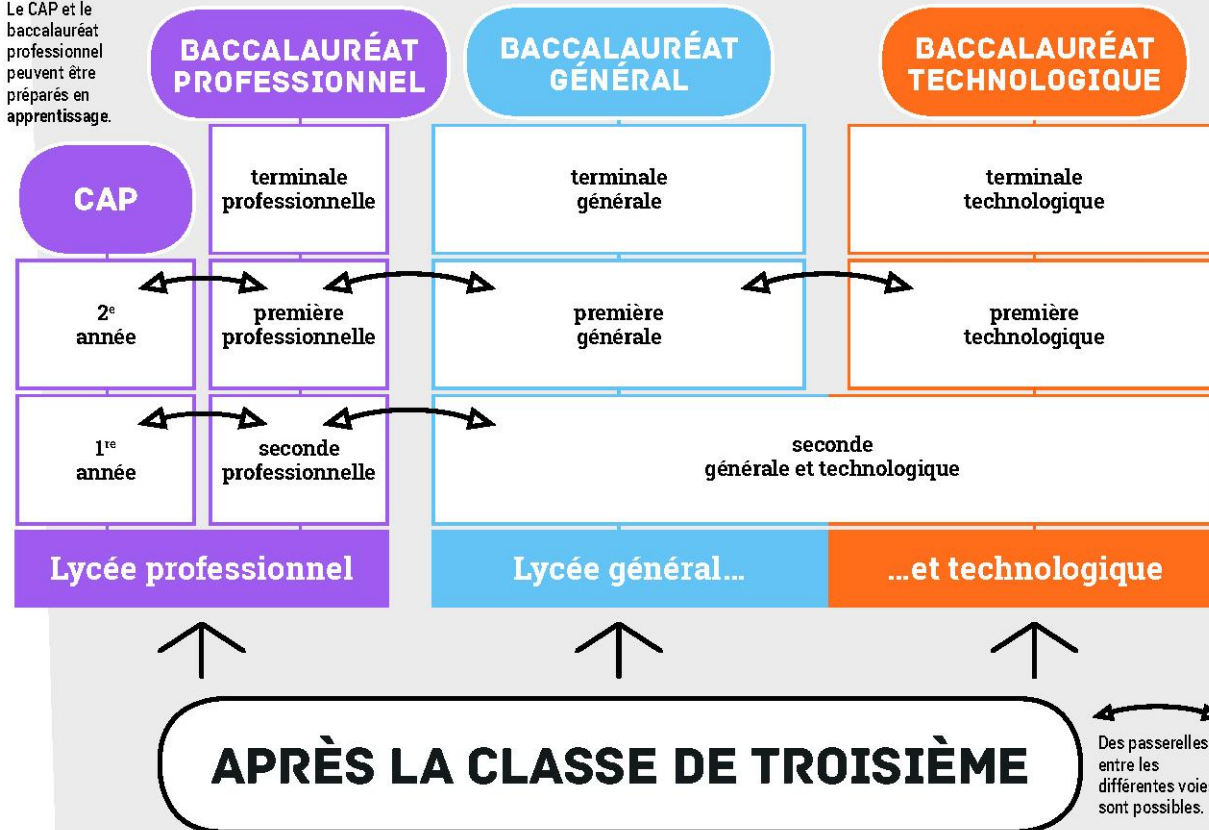 Le CAP et le
baccalauréat
professionnel
peuvent être
préparés en
apprentissage.
BACCALAURÉAT
PROFESSIONNEL
BACCALAURÉAT
GÉNÉRAL
BACCALAURÉAT
TECHNOLOGIQUE
CAP
terminale
professionnelle
terminale
générale
terminale
technologique
2e
année
première
professionnelle
première
générale
première
technologique
1re
année
seconde
professionnelle
seconde
générale et technologique
Lycée professionnel
Lycée général...
...et technologique
APRÈS LA CLASSE DE TROISIÈME
Des passerelles
entre les
différentes voie
sont possibles.